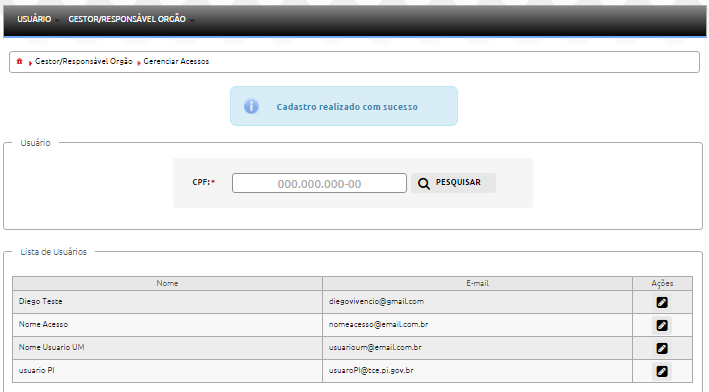 USUÁRIO GESTOR/RESPONSÁVEL ORGÃO
Gestor/Responsável Orgão Gerenciar Acessos
Cadastro realizado com sucesso
Usuário
CPF:* 000.000.000-00 PESQUISAR
Lista de Usuários
Nome E-mail Ações
Diego Teste diegovivencio@gmail.com
Nome Acesso nomeacesso@email.com.br
Nome Usuario UM usuarioum@email.com.br
usuario PI usuaroPI@tce.pi.gov.br